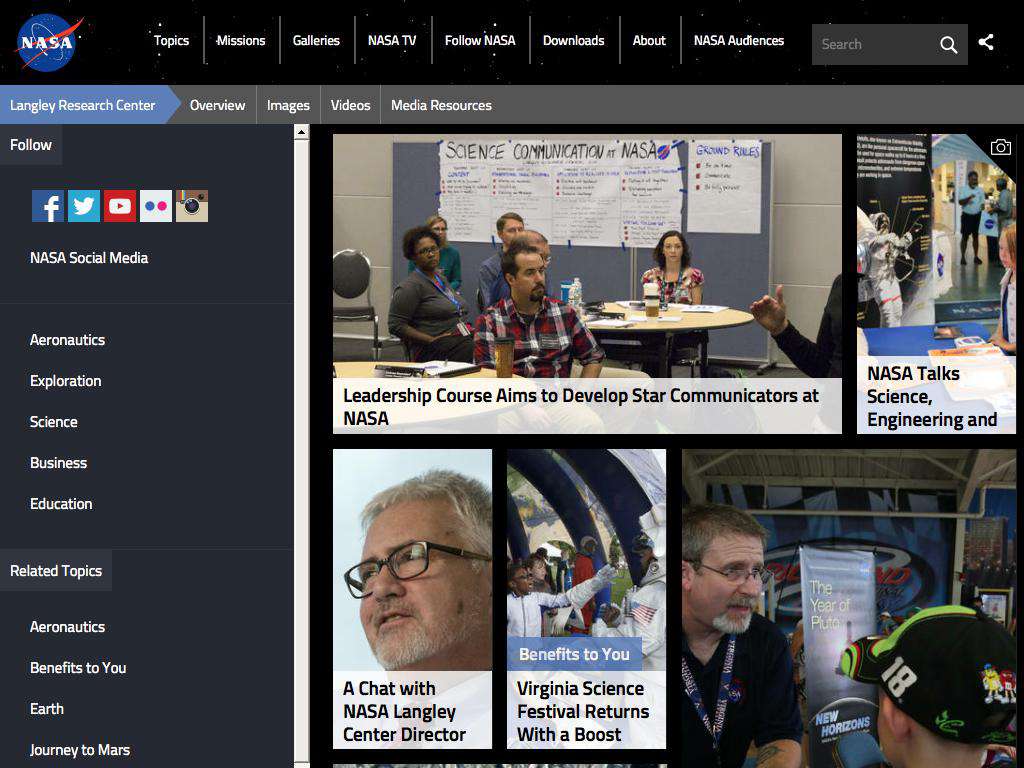 NASA
Topics
Missions
Galleries
NASA TV
Follow NASA
Downloads
About
NASA Audiences
Search
Langley Research Center
Overview
Images
Videos
Media Resources
Follow
NASA Social Media
Aeronautics
Exploration
Science
Business
Education
Related Topics
Aeronautics
Benefits to You
Earth
Journey to Mars
SCIENCE COMMUNICATION AT NASA
GROUND RULES
Leadership Course Aims to Develop Star Communicators at
NASA
NASA Talks
Science,
Engineering and
A Chat with
NASA Langley
Center Director
Benefits to You
Virginia Science
Festival Returns
With a Boost
The
Year of
Pluto
NEW
HORIZONS
18